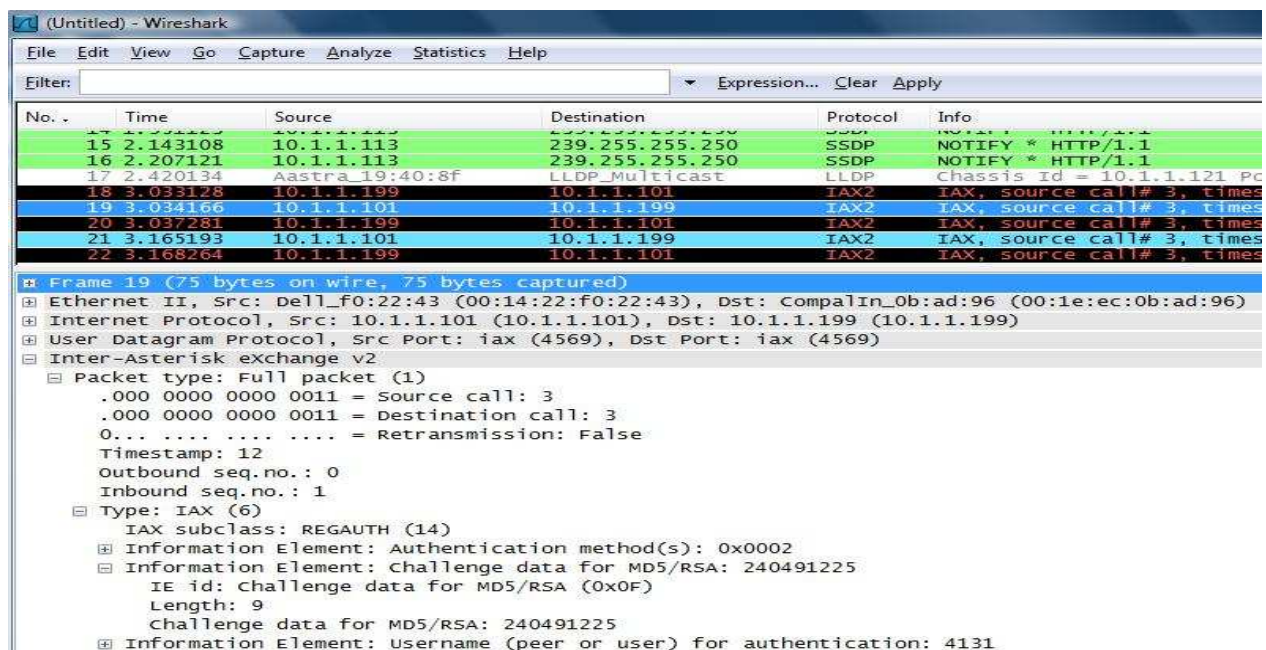 (Untitled) - Wireshark
File Edit View Go Capture Analyze Statistics Help
Filter: Expression... Clear Apply
No. . Time Source Destination Protocol Info
15 2.143108 10.1.1.113 239.255.255.250 SSDP NOTIFY * HTTP/1.1
16 2.207121 10.1.1.113 239.255.255.250 SSDP NOTIFY * HTTP/1.1
17 2.420134 Aastra_19:40:8f LLDP_Multicast LLDP Chassis Id = 10.1.1.121 Po
18 3.033128 10.1.1.199 10.1.1.101 IAX2 IAX, source call# 3, times
19 3.034166 10.1.1.101 10.1.1.199 IAX2 IAX, source call# 3, times
20 3.037281 10.1.1.199 10.1.1.101 IAX2 IAX, source call# 3, times
21 3.165193 10.1.1.101 10.1.1.199 IAX2 IAX, source call# 3, times
22 3.168264 10.1.1.199 10.1.1.101 IAX2 IAX, source call# 3, times
Frame 19 (75 bytes on wire, 75 bytes captured)
Ethernet II, Src: Dell_f0:22:43 (00:14:22:f0:22:43), Dst: CompalIn_0b:ad:96 (00:1e:ec:0b:ad:96)
Internet Protocol, Src: 10.1.1.101 (10.1.1.101), Dst: 10.1.1.199 (10.1.1.199)
User Datagram Protocol, Src Port: iax (4569), Dst Port: iax (4569)
Inter-Asterisk eXchange v2
Packet type: Full packet (1)
.000 0000 0000 0011 = Source call: 3
.000 0000 0000 0011 = Destination call: 3
0... .... .... .... = Retransmission: False
Timestamp: 12
Outbound seq.no.: 0
Inbound seq.no.: 1
Type: IAX (6)
IAX subclass: REGAUTH (14)
Information Element: Authentication method(s): 0x0002
Information Element: Challenge data for MD5/RSA: 240491225
IE id: Challenge data for MD5/RSA (0x0F)
Length: 9
Challenge data for MD5/RSA: 240491225
Information Element: Username (peer or user) for authentication: 4131